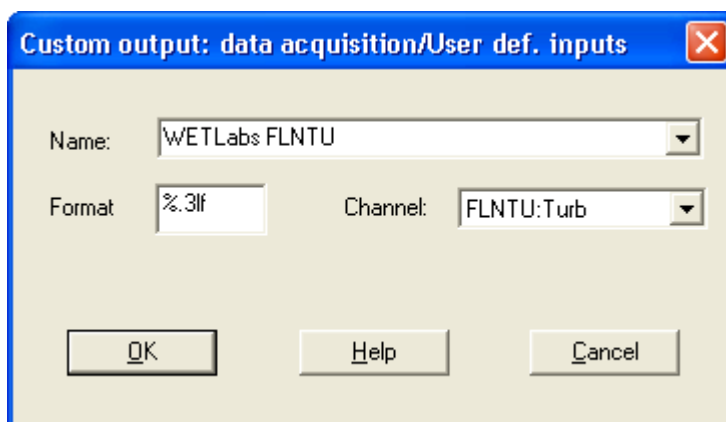 Custom output: data acquisition/User def. inputs
Name: WETLabs FLNTU
Format %.3lf Channel: FLNTU:Turb
OK Help Cancel